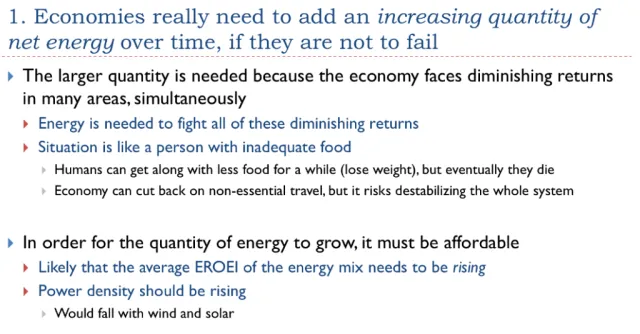 1. Economies really need to add an increasing quantity of
net energy over time, if they are not to fail
The larger quantity is needed because the economy faces diminishing returns
in many areas, simultaneously
Energy is needed to fight all of these diminishing returns
Situation is like a person with inadequate food
Humans can get along with less food for a while (lose weight), but eventually they die
Economy can cut back on non-essential travel, but it risks destabilizing the whole system
In order for the quantity of energy to grow, it must be affordable
Likely that the average EROEI of the energy mix needs to be rising
Power density should be rising
Would fall with wind and solar